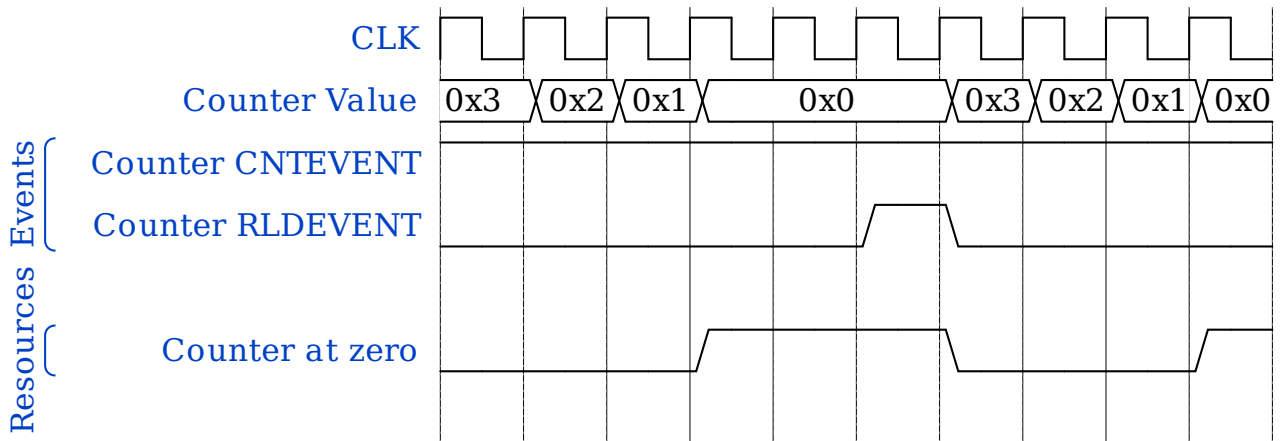 CLK
Counter Value
0x3 0x2 0x1 0x0 0x3 0x2 0x1 0x0
Events
Counter CNTEVENT
Counter RLDEVENT
Resources
Counter at zero